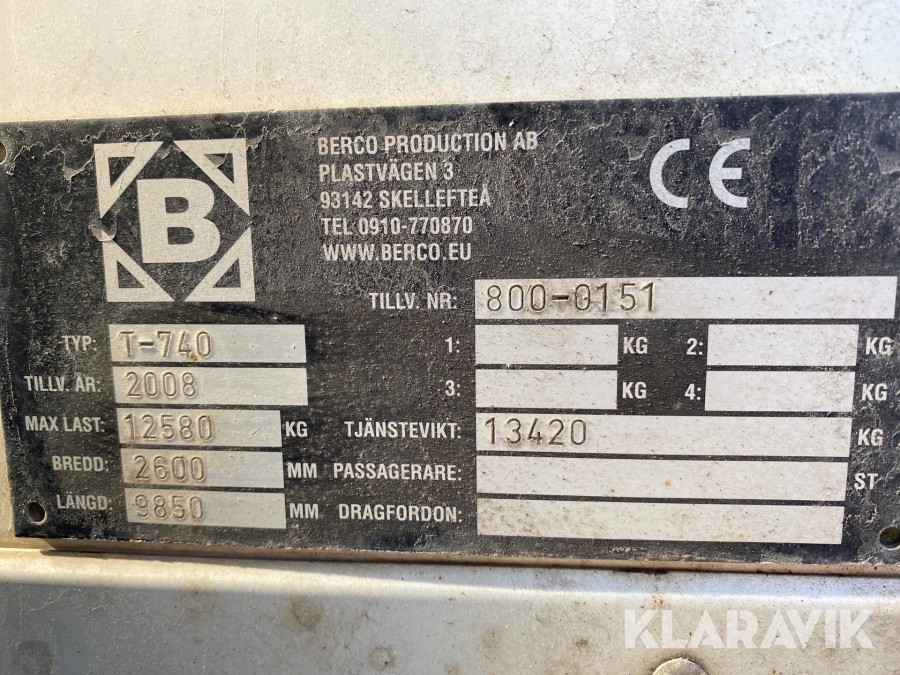 B
BERCO PRODUCTION AB
PLASTVÄGEN 3
93142 SKELLEFTEÅ
TEL 0910-770870
WWW.BERCO.EU
CE
TILLV. NR: 800-0151
TYP: T-740
1: KG 2: KG
TILLV. ÅR: 2008
3: KG 4: KG
MAX LAST: 12580 KG
TJÄNSTEVIKT: 13420 KG
BREDD: 2600 MM
PASSAGERARE: ST
LÄNGD: 9850 MM
DRAGFORDON:
KLARAVIK